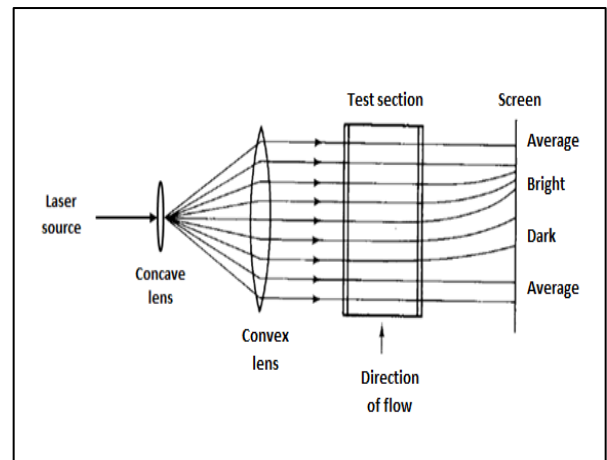 Test section
Screen
Average
Bright
Laser
source
Dark
Concave
lens
Average
Convex
lens
Direction
of flow